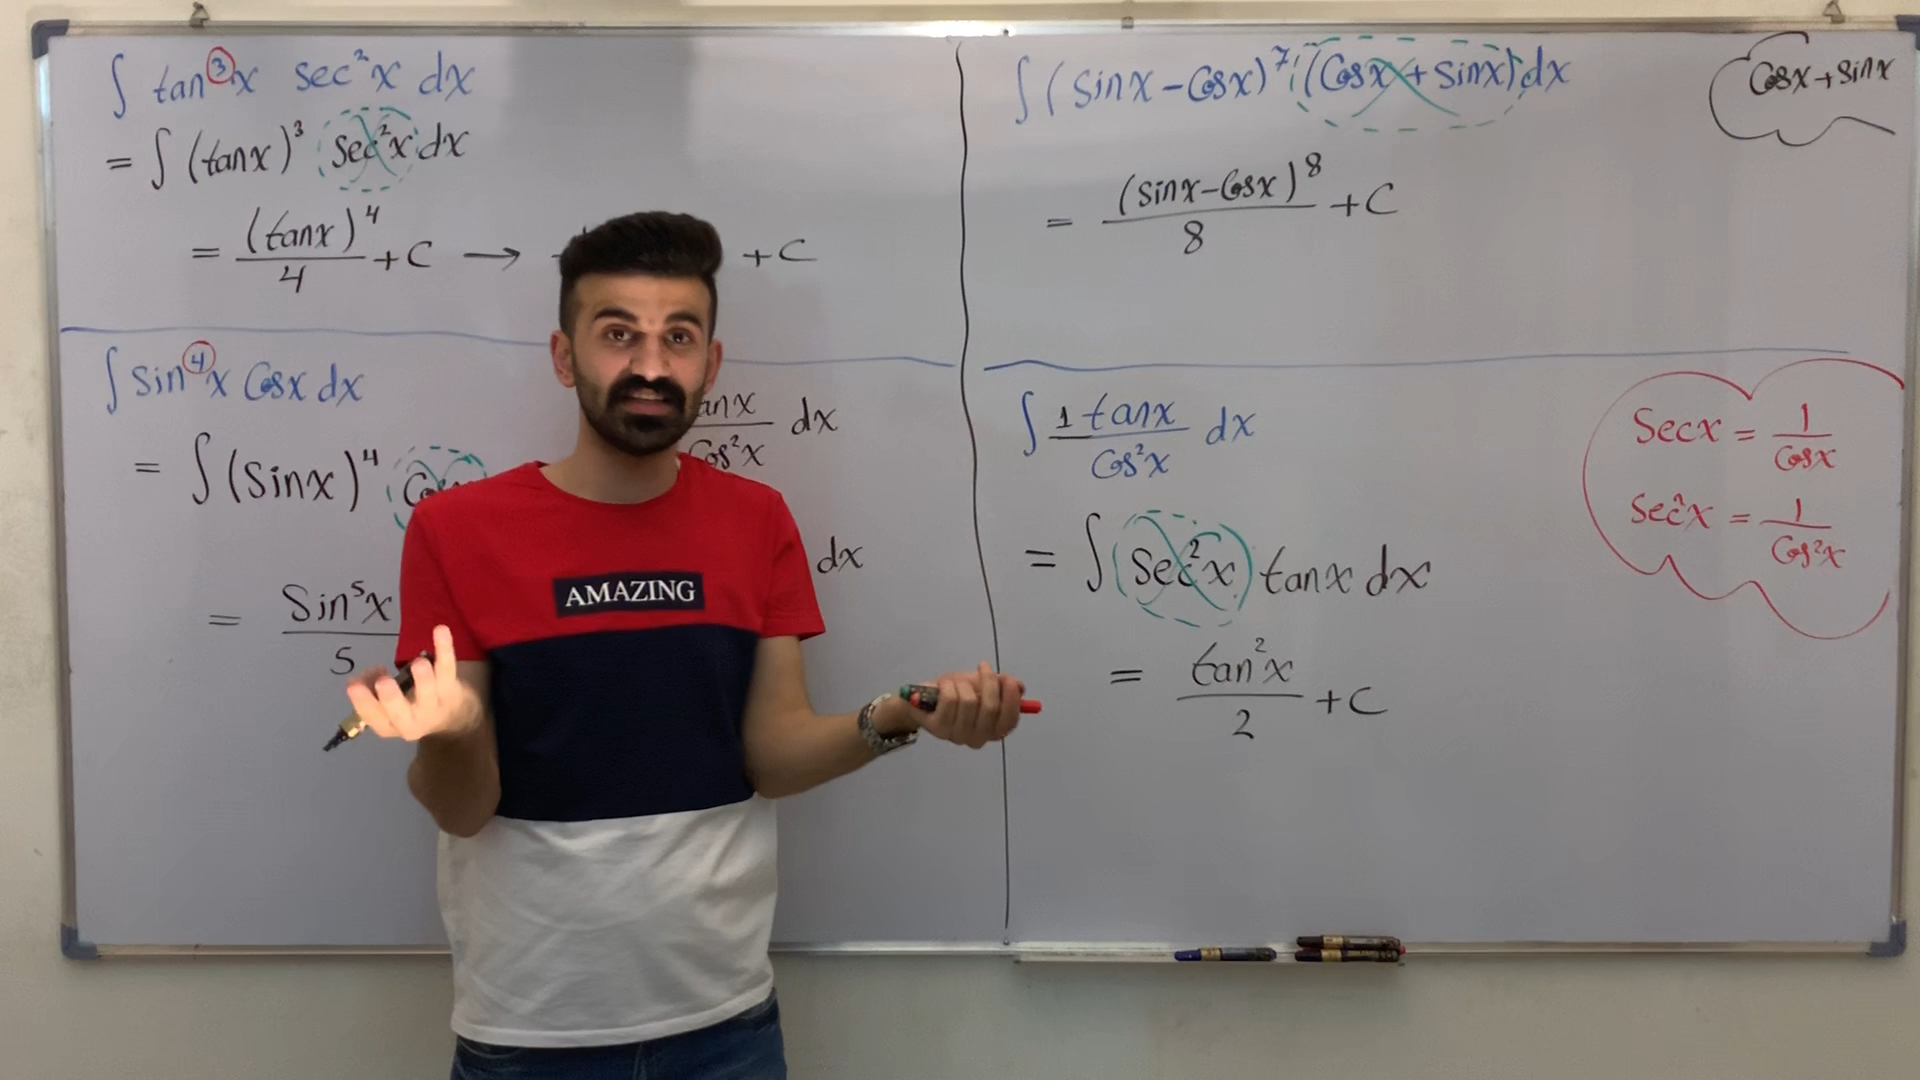 ∫ tan³x sec²x dx
= ∫ (tanx)³ sec²x dx
= (tanx)⁴/4 + C → + C
∫ sin⁴x Cosx dx
= ∫ (Sinx)⁴
= Sin⁵x/5
dx
Cos²x
dx
∫ (sinx - Cosx)⁷ (Cosx + sinx) dx
Cosx + sinx
= (sinx - Cosx)⁸/8 + C
∫ 1 tanx/Cos²x dx
= ∫ Sec²x tanx dx
= tan²x/2 + C
Secx = 1/Cosx
Sec²x = 1/Cos²x
AMAZING